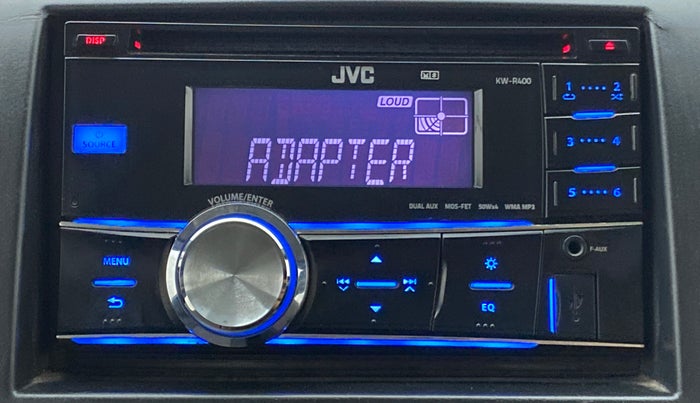 DISP
JVC
KW-R400
LOUD
ADAPTER
1 2
3 4
5 6
SOURCE
DUAL AUX MOS-FET 50Wx4 WMA MP3
VOLUME/ENTER
MENU
EQ
F-AUX